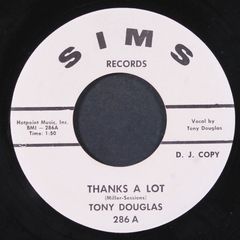 SIMS
RECORDS
Hotpoint Music, Inc.
BMI - 286A
Time: 1:50
Vocal by
Tony Douglas
D. J. COPY
THANKS A LOT
(Miller-Sessions)
TONY DOUGLAS
286 A